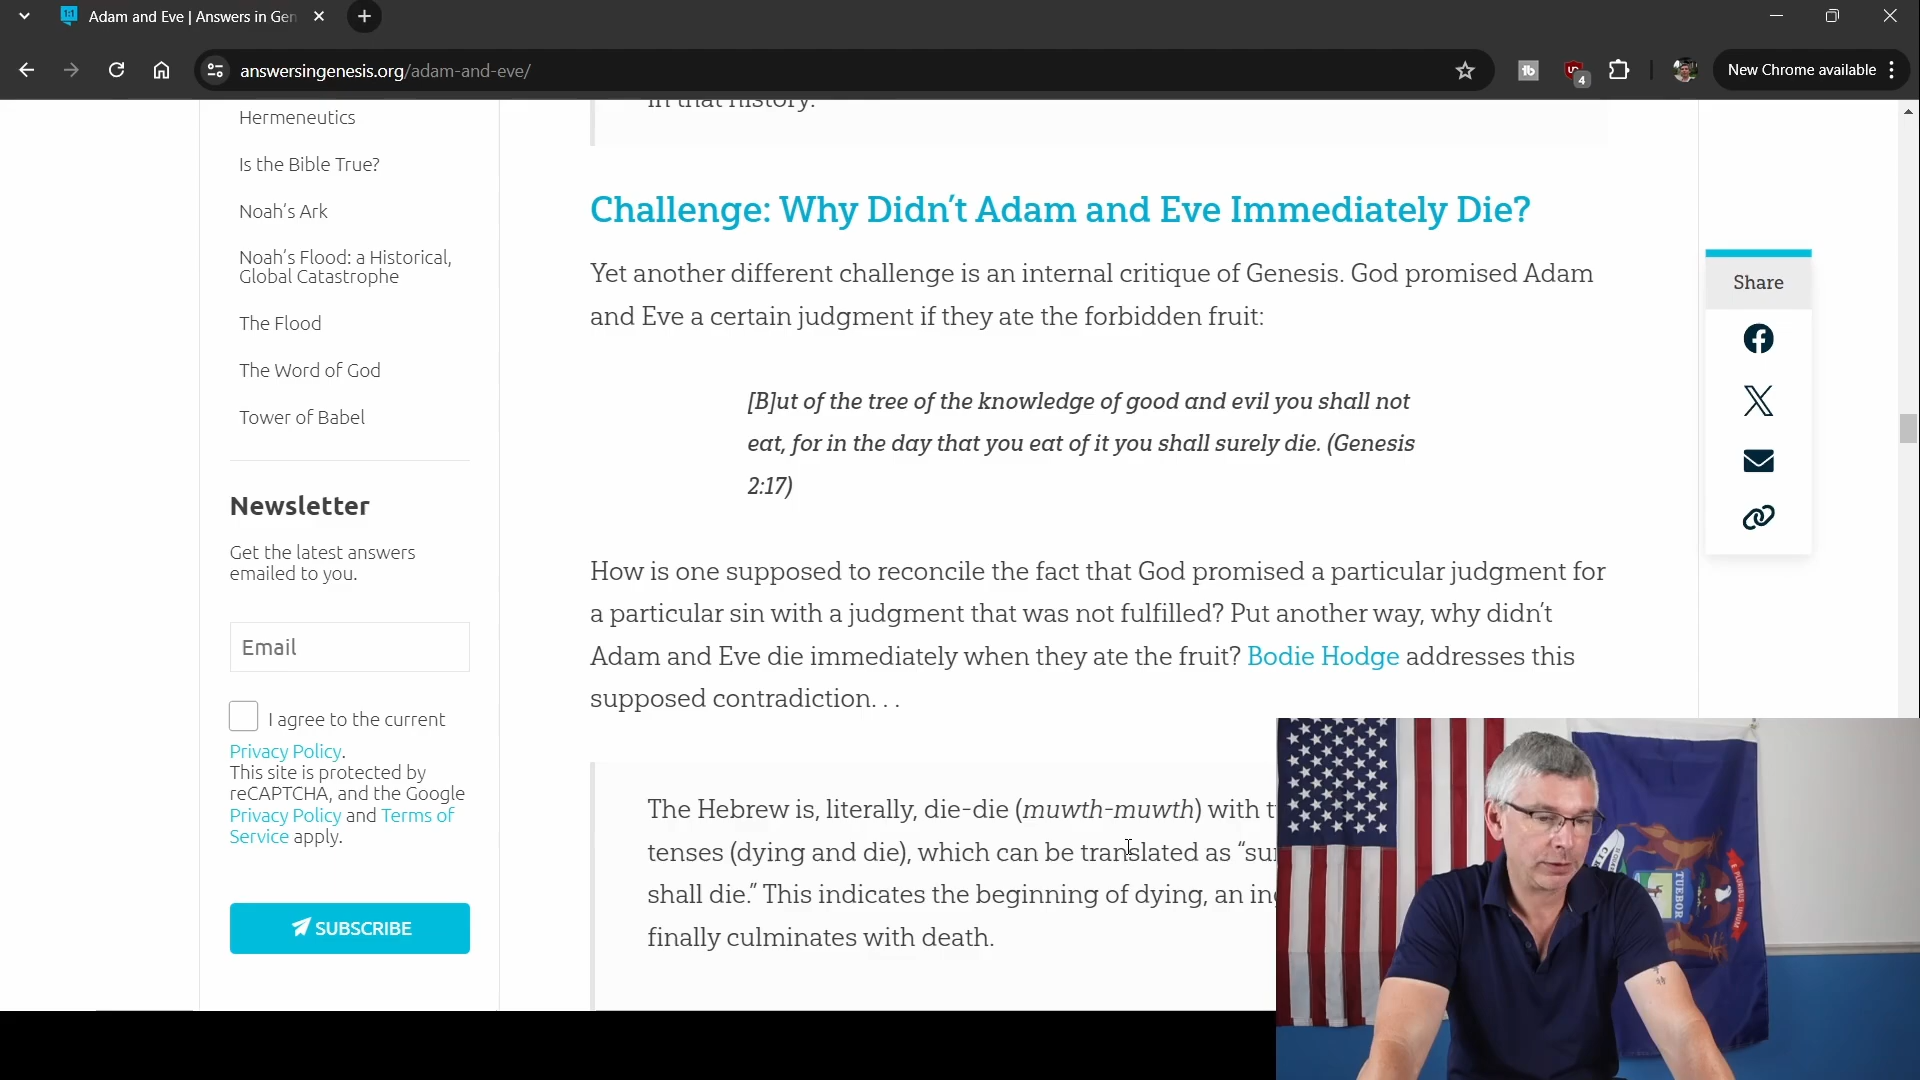 Adam and Eve | Answers in Gen
answersingenesis.org/adam-and-eve/
4
New Chrome available
in that history.
Hermeneutics
Is the Bible True?
Noah's Ark
Noah's Flood: a Historical,
Global Catastrophe
The Flood
The Word of God
Tower of Babel
Newsletter
Get the latest answers
emailed to you.
Email
I agree to the current
Privacy Policy.
This site is protected by
reCAPTCHA, and the Google
Privacy Policy and Terms of
Service apply.
SUBSCRIBE
Challenge: Why Didn't Adam and Eve Immediately Die?
Yet another different challenge is an internal critique of Genesis. God promised Adam
and Eve a certain judgment if they ate the forbidden fruit:
[B]ut of the tree of the knowledge of good and evil you shall not
eat, for in the day that you eat of it you shall surely die. (Genesis
2:17)
How is one supposed to reconcile the fact that God promised a particular judgment for
a particular sin with a judgment that was not fulfilled? Put another way, why didn't
Adam and Eve die immediately when they ate the fruit? Bodie Hodge addresses this
supposed contradiction. . .
The Hebrew is, literally, die-die (muwth-muwth) with
tenses (dying and die), which can be translated as
shall die." This indicates the beginning of dying, an
finally culminates with death.
Share
TUEBOR
E PLURIBUS UNUM